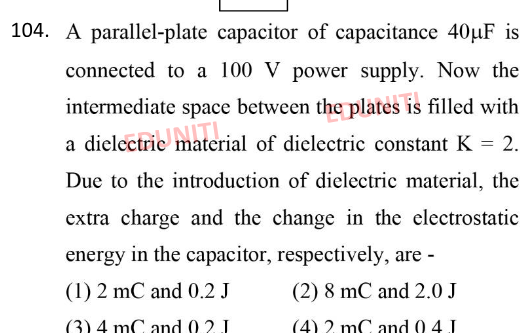 104. A parallel-plate capacitor of capacitance 40μF is
connected to a 100 V power supply. Now the
intermediate space between the plates is filled with
a dielectric material of dielectric constant K = 2.
Due to the introduction of dielectric material, the
extra charge and the change in the electrostatic
energy in the capacitor, respectively, are -
(1) 2 mC and 0.2 J (2) 8 mC and 2.0 J
(3) 4 mC and 0.2 J (4) 2 mC and 0.4 J
EDUNITI
EDUNITI